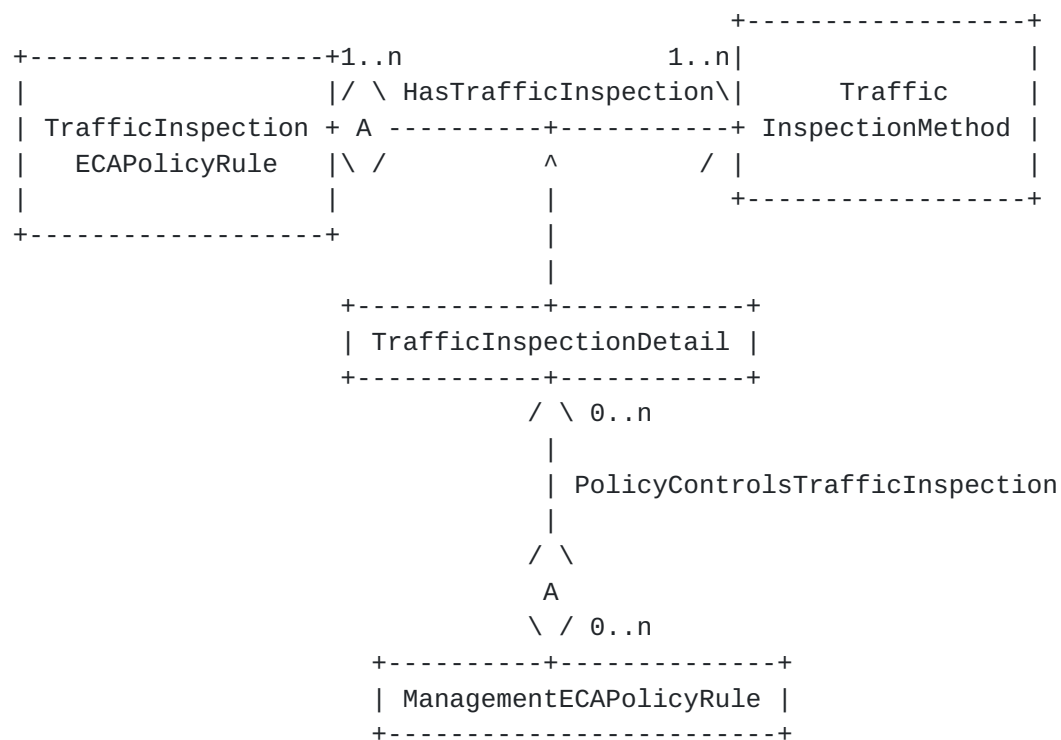 +------------------+
+-------------------+1..n                 1..n|                  |
|                   |/ \ HasTrafficInspection\|      Traffic     |
| TrafficInspection + A ----------+-----------+ InspectionMethod |
|   ECAPolicyRule   |\ /          ^         / |                  |
|                   |             |           +------------------+
+-------------------+             |
                                  |
                     +------------+------------+
                     | TrafficInspectionDetail |
                     +------------+------------+
                                 / \ 0..n
                                  |
                                  | PolicyControlsTrafficInspection
                                  |
                                 / \
                                  A
                                 \ / 0..n
                       +----------+--------------+
                       | ManagementECAPolicyRule |
                       +-------------------------+